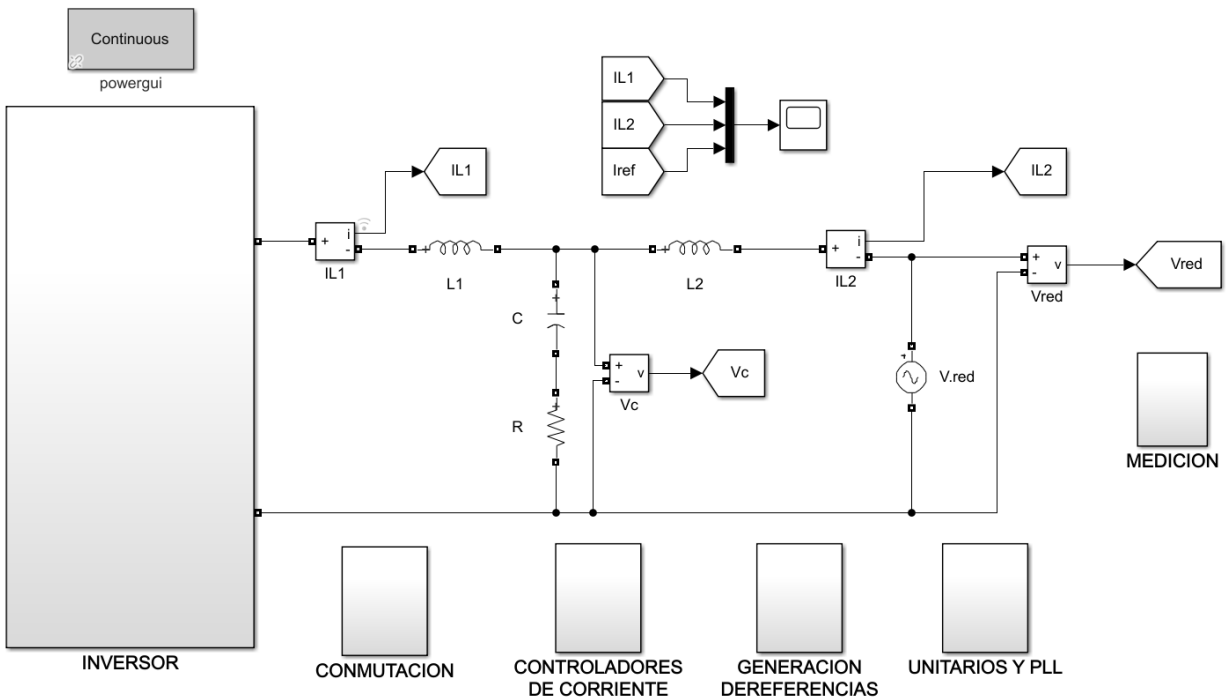 Continuous
powergui
IL1
IL2
Iref
IL1
IL2
+
i
-
IL1
+
L1
+
L2
+
i
-
IL2
+
-
v
Vred
Vred
+
C
+
-
v
Vc
Vc
V.red
+
R
MEDICION
INVERSOR
CONMUTACION
CONTROLADORES
DE CORRIENTE
GENERACION
DEREFERENCIAS
UNITARIOS Y PLL